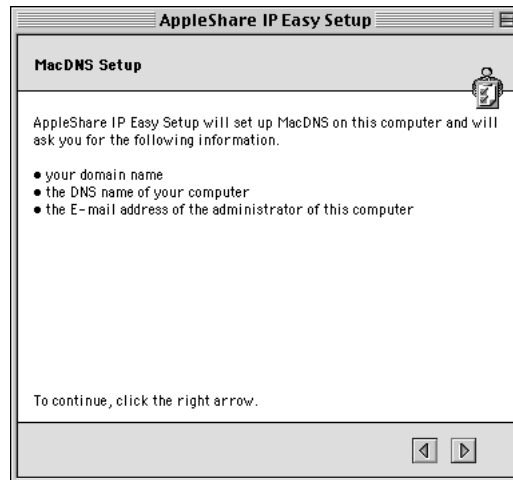 AppleShare IP Easy Setup
MacDNS Setup
AppleShare IP Easy Setup will set up MacDNS on this computer and will
ask you for the following information.
● your domain name
● the DNS name of your computer
● the E-mail address of the administrator of this computer
To continue, click the right arrow.